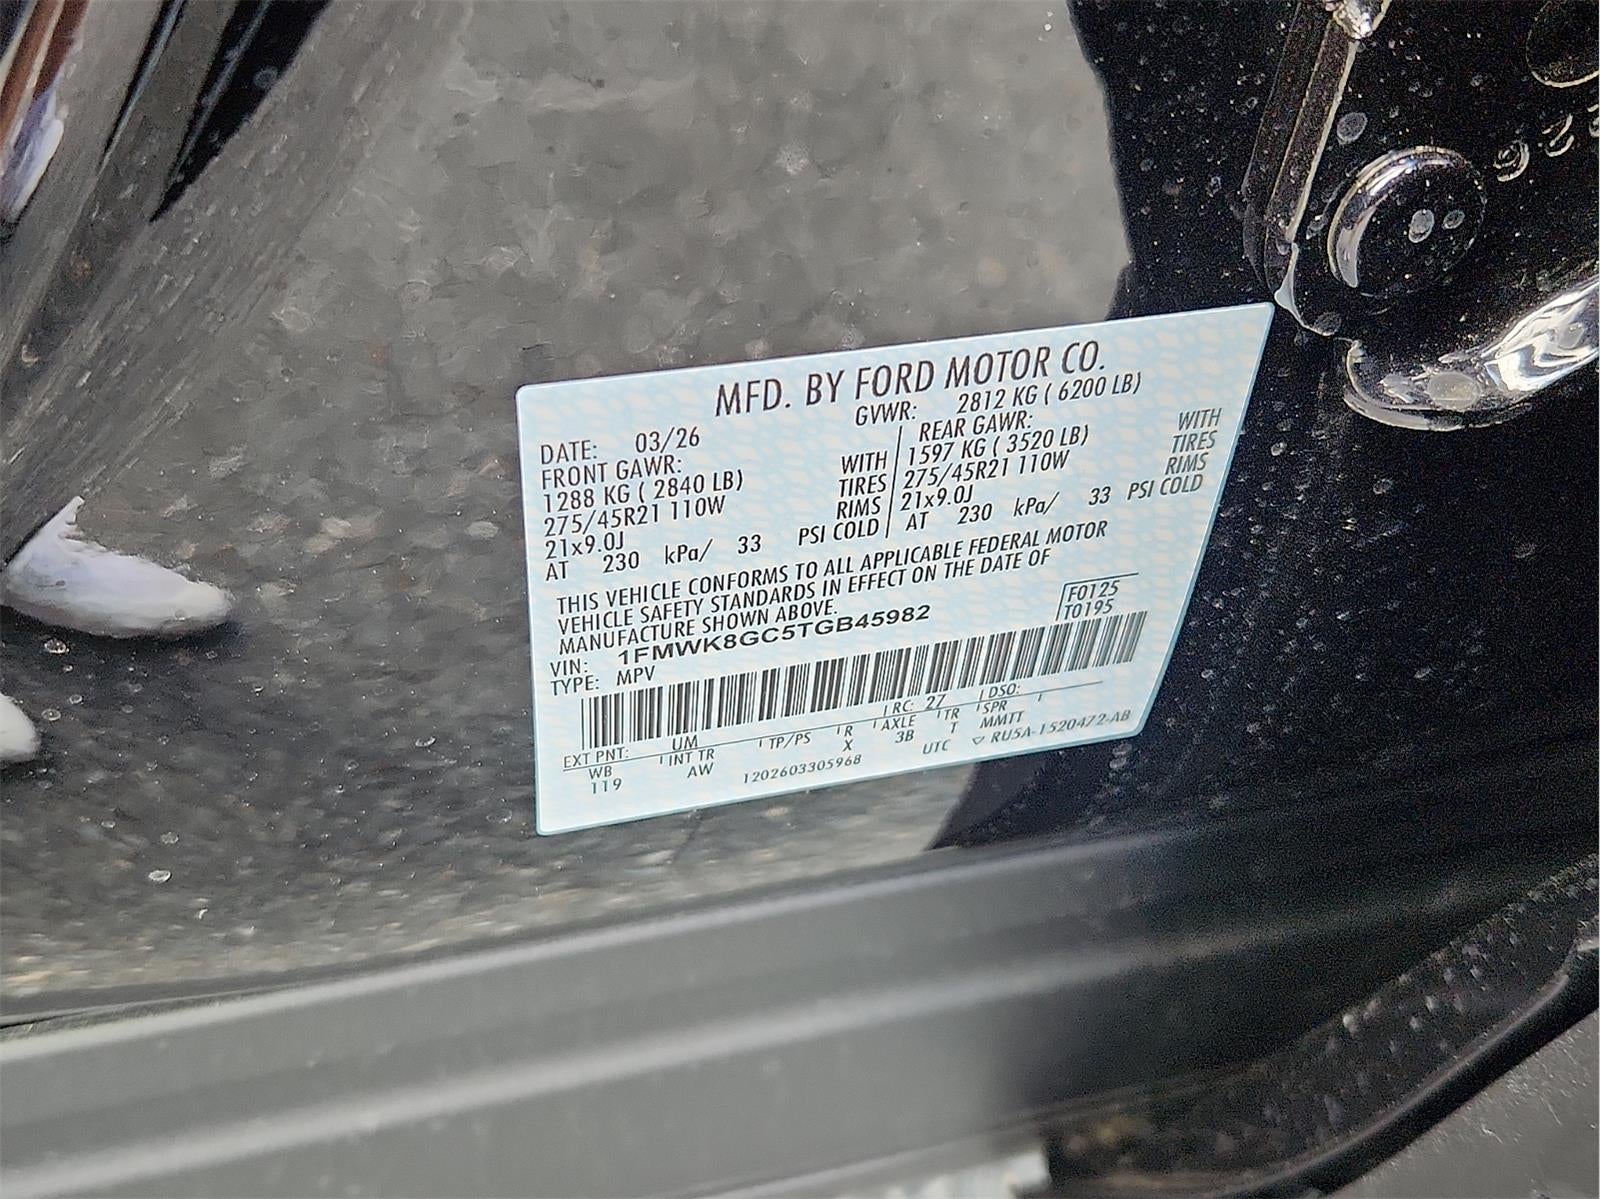 MFD. BY FORD MOTOR CO.
DATE: 03/26 GVWR: 2812 KG ( 6200 LB)
FRONT GAWR: REAR GAWR:
1288 KG ( 2840 LB) WITH 1597 KG ( 3520 LB) WITH
275/45R21 110W TIRES 275/45R21 110W TIRES
21x9.0J RIMS 21x9.0J RIMS
AT 230 kPa/ 33 PSI COLD AT 230 kPa/ 33 PSI COLD
THIS VEHICLE CONFORMS TO ALL APPLICABLE FEDERAL MOTOR
VEHICLE SAFETY STANDARDS IN EFFECT ON THE DATE OF
MANUFACTURE SHOWN ABOVE.
F0125
T0195
VIN: 1FMWK8GC5TGB45982
TYPE: MPV
EXT PNT: UM RC: 27 DSO:
WB INT TR TP/PS R AXLE TR SPR
119 AW X 3B T MMTT
1202603305968 UTC ▽ RU5A-1520472-AB